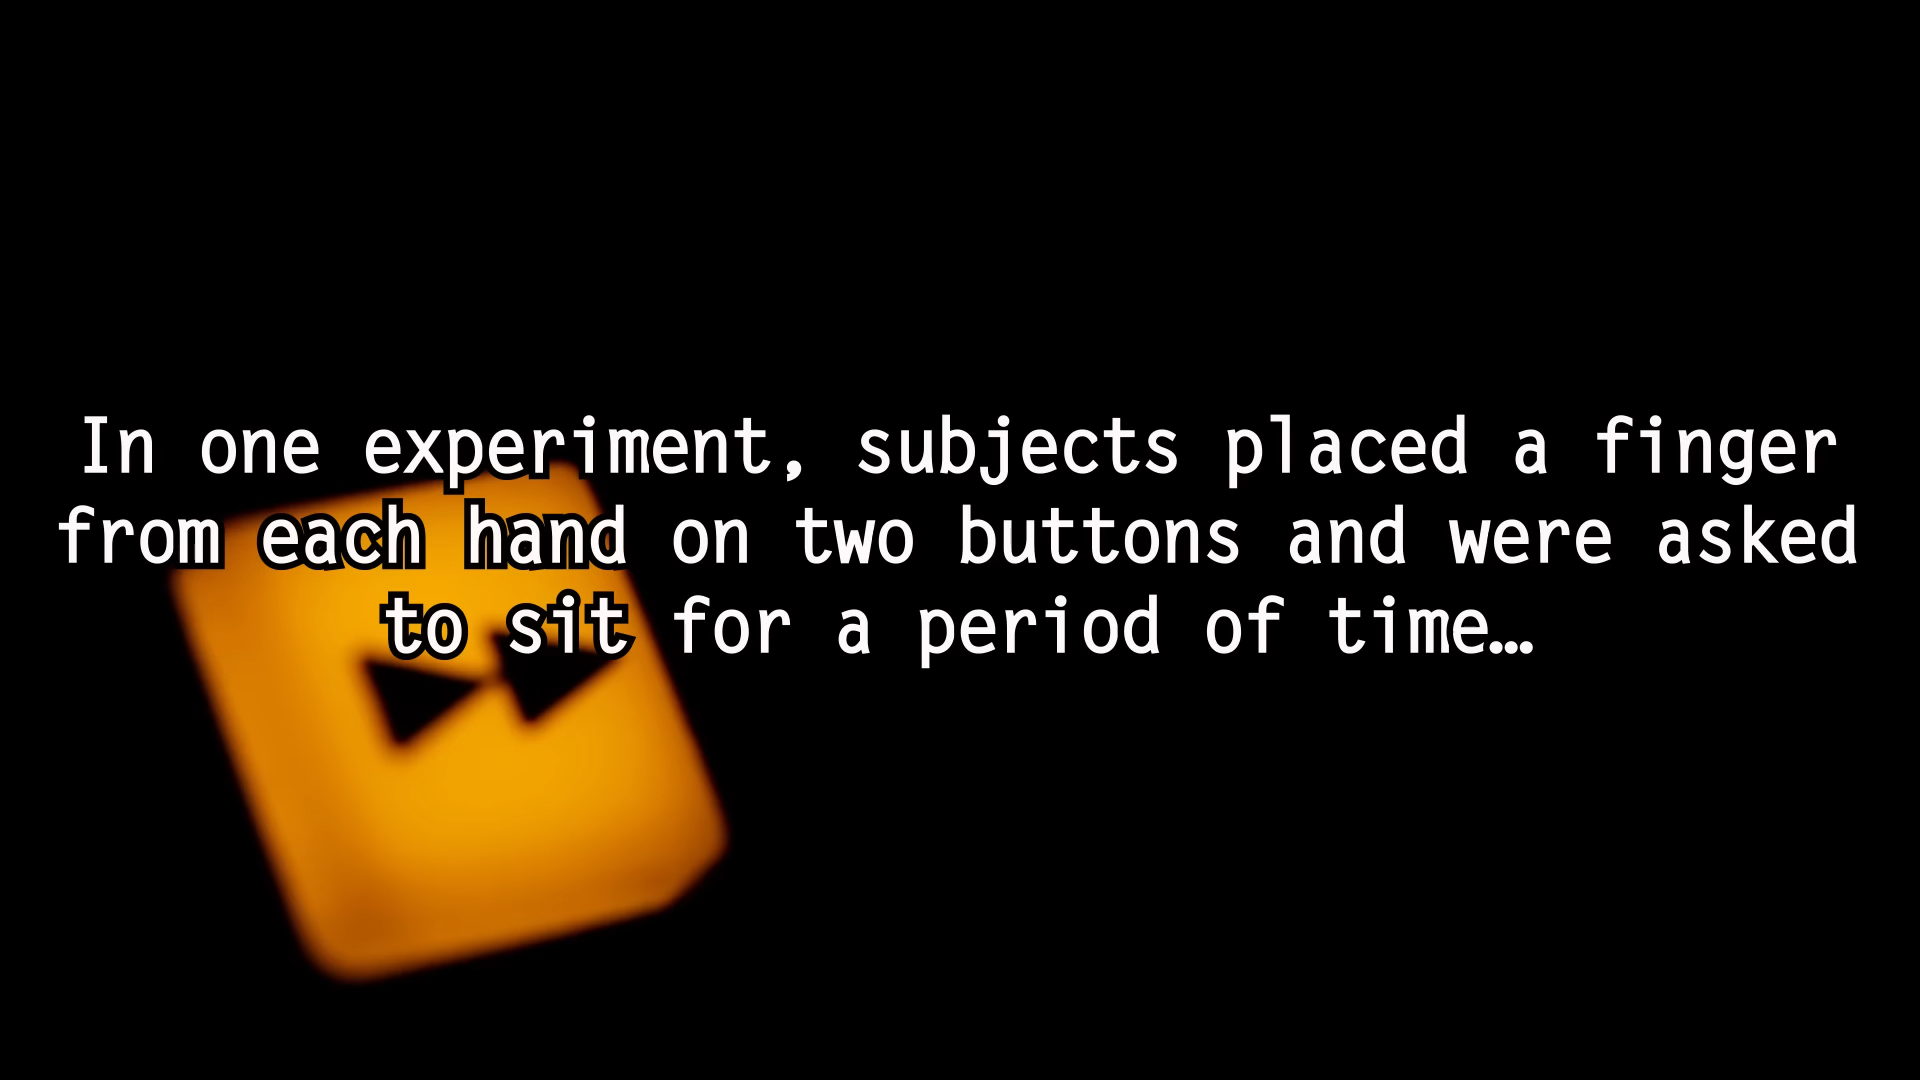 In one experiment, subjects placed a finger
from each hand on two buttons and were asked
to sit for a period of time…